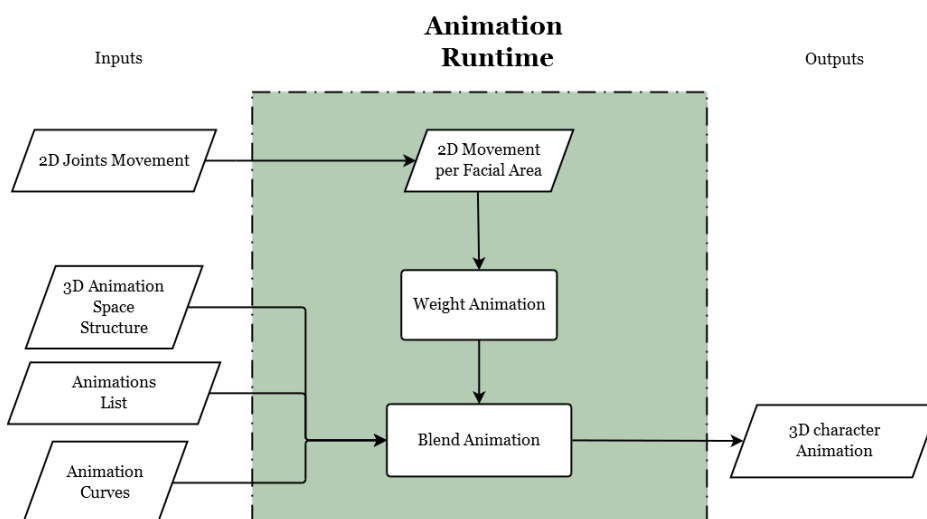 Animation
Runtime
Inputs
Outputs
2D Joints Movement
2D Movement
per Facial Area
3D Animation
Space
Structure
Weight Animation
Animations
List
Blend Animation
3D character
Animation
Animation
Curves